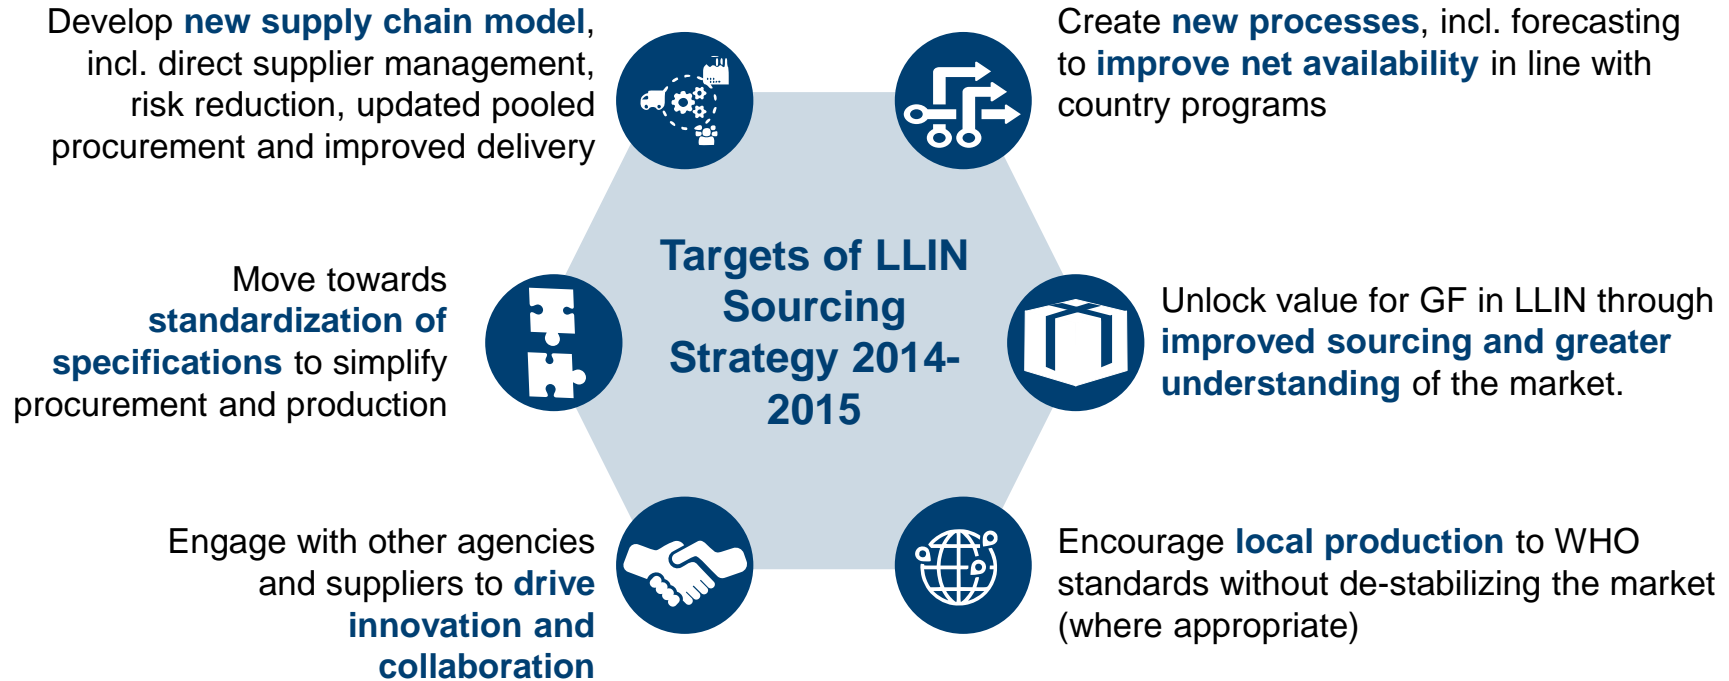 Develop new supply chain model,
incl. direct supplier management,
risk reduction, updated pooled
procurement and improved delivery
Create new processes, incl. forecasting
to improve net availability in line with
country programs
Targets of LLIN
Sourcing
Strategy 2014-
2015
Move towards
standardization of
specifications to simplify
procurement and production
Unlock value for GF in LLIN through
improved sourcing and greater
understanding of the market.
Engage with other agencies
and suppliers to drive
innovation and
collaboration
Encourage local production to WHO
standards without de-stabilizing the market
(where appropriate)